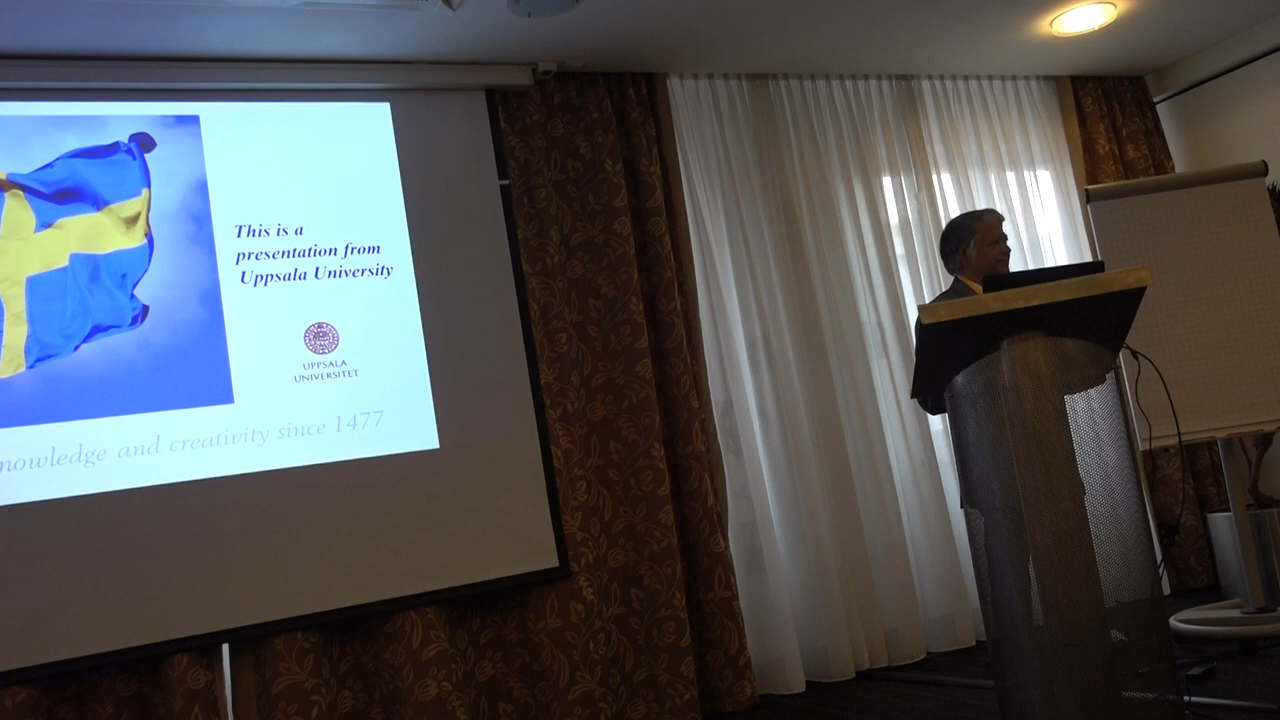 This is a
presentation from
Uppsala University
UPPSALA
UNIVERSITET
nowledge and creativity since 1477